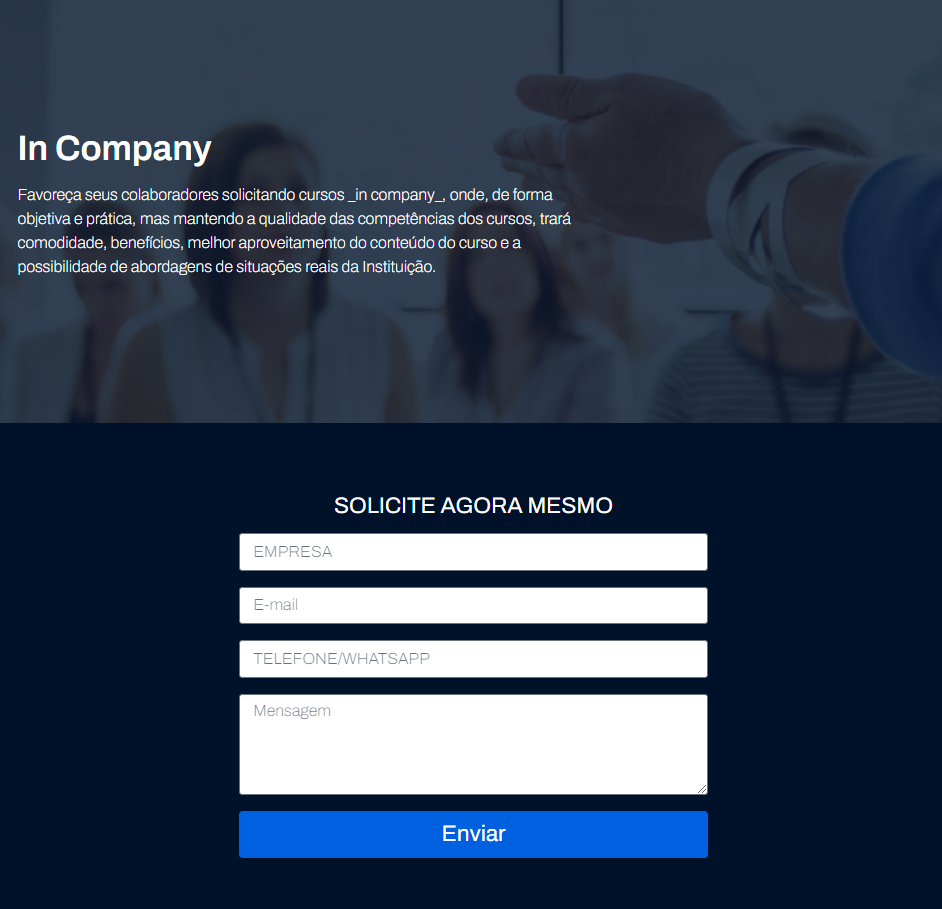 In Company
Favoreça seus colaboradores solicitando cursos _in company_, onde, de forma
objetiva e prática, mas mantendo a qualidade das competências dos cursos, trará
comodidade, benefícios, melhor aproveitamento do conteúdo do curso e a
possibilidade de abordagens de situações reais da Instituição.
SOLICITE AGORA MESMO
EMPRESA
E-mail
TELEFONE/WHATSAPP
Mensagem
Enviar